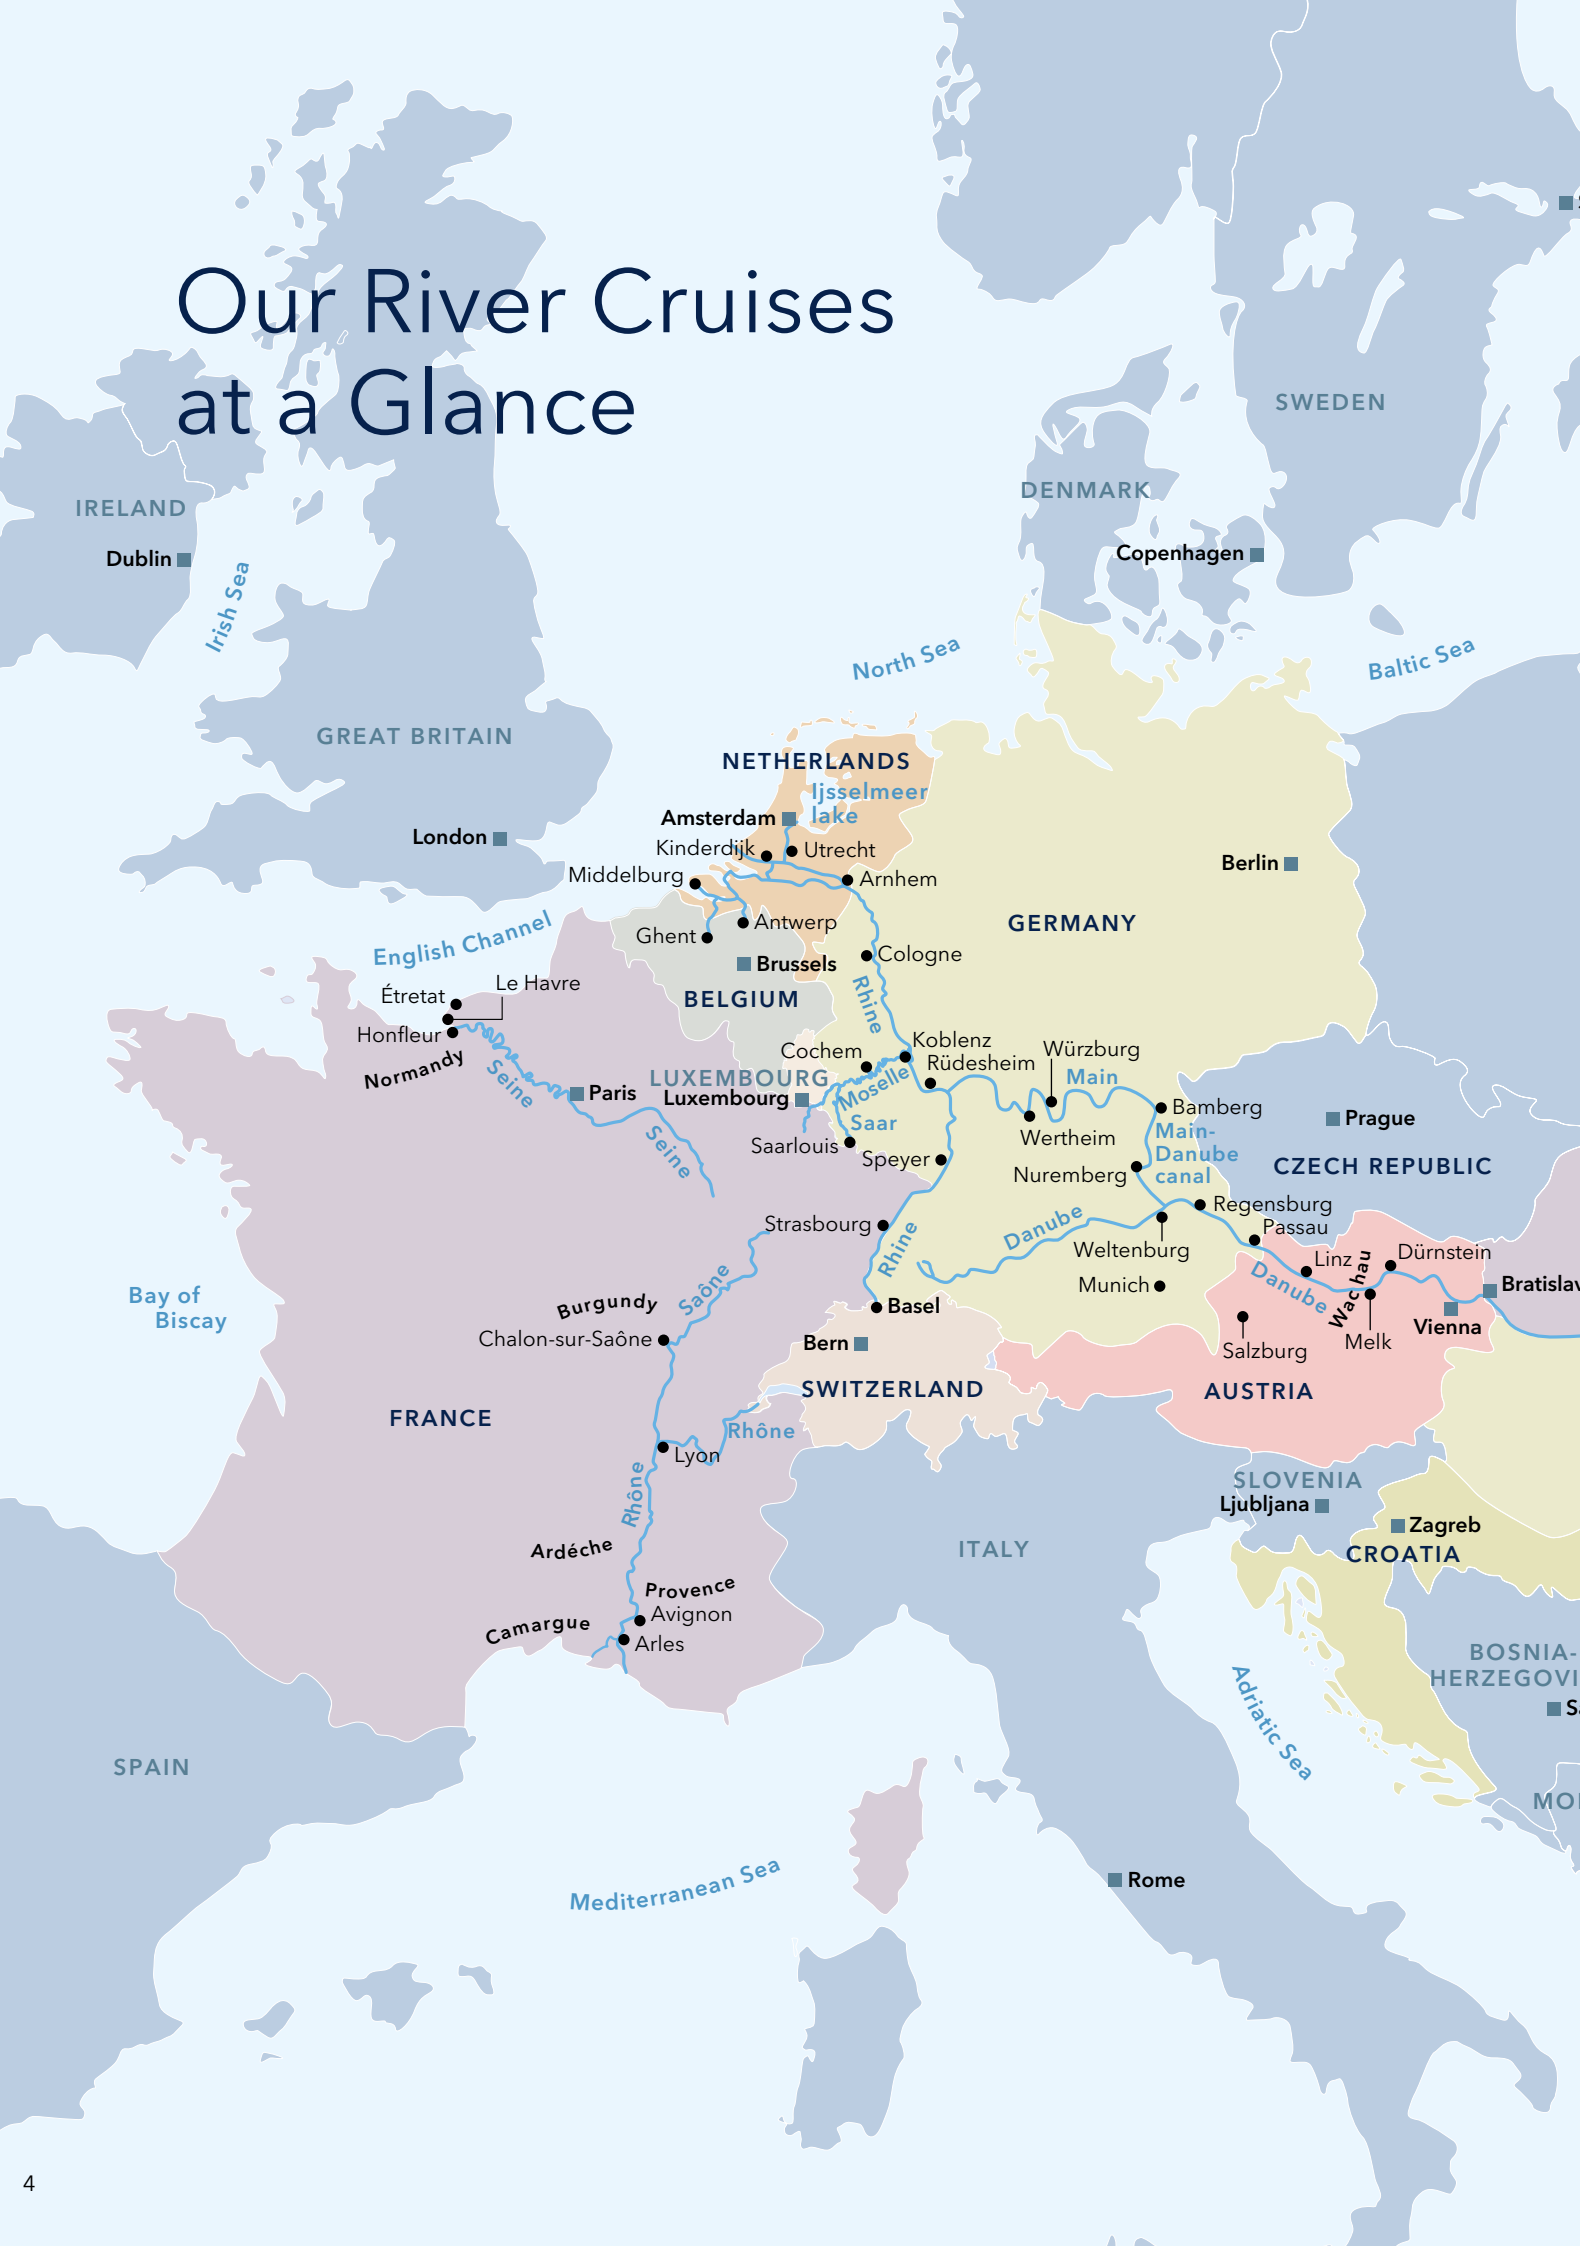 Our River Cruises
at a Glance
SWEDEN
DENMARK
IRELAND
Dublin
Copenhagen
Irish Sea
North Sea
Baltic Sea
GREAT BRITAIN
NETHERLANDS
Ijsselmeer
lake
Amsterdam
London
Kinderdijk
Utrecht
Berlin
Middelburg
Arnhem
Antwerp
GERMANY
Ghent
English Channel
Cologne
Brussels
Le Havre
Étretat
BELGIUM
Rhine
Honfleur
Koblenz
Cochem
Würzburg
Rüdesheim
Normandy
Seine
LUXEMBOURG
Main
Moselle
Paris
Luxembourg
Bamberg
Prague
Saar
Main-
Danube
canal
Wertheim
Seine
Saarlouis
Speyer
CZECH REPUBLIC
Nuremberg
Regensburg
Strasbourg
Passau
Danube
Rhine
Weltenburg
Linz
Dürnstein
Wachau
Munich
Danube
Bratislav
Bay of
Biscay
Saône
Burgundy
Basel
Vienna
Chalon-sur-Saône
Bern
Salzburg
Melk
SWITZERLAND
AUSTRIA
FRANCE
Rhône
Lyon
Rhône
SLOVENIA
Ljubljana
Zagreb
CROATIA
ITALY
Ardéche
Provence
Avignon
Camargue
Arles
BOSNIA-
HERZEGOVI
Adriatic Sea
SPAIN
Mediterranean Sea
Rome
4